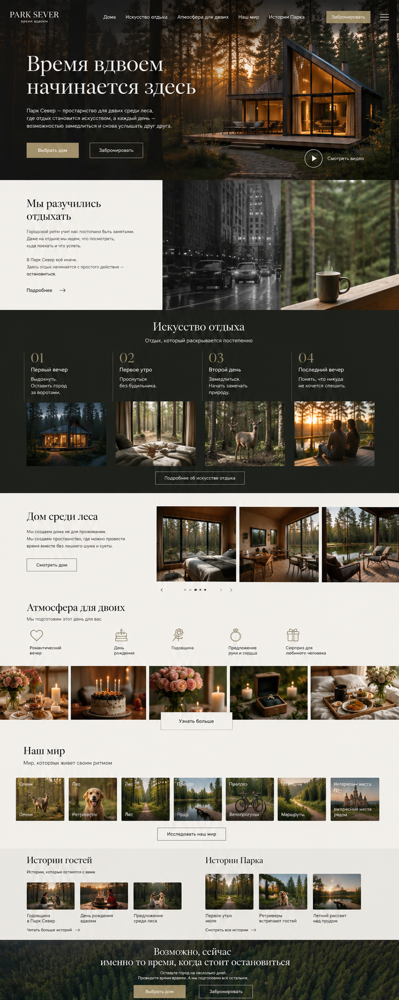 PARK SEVER
время вдвоем
Дома
Искусство отдыха
Атмосфера для двоих
Наш мир
Истории Парка
Забронировать
Время вдвоем
начинается здесь
Парк Север — простарнство для двоих среди леса,
где отдых становится искусством, а каждый день —
возможностью замедлиться и снова услышать друг друга.
Выбрать дом
Забронировать
Смотреть видео
Мы разучились
отдыхать
Городской ритм учит нас постоянно быть занятыми.
Даже на отдыхе мы ищем, что посмотреть,
куда поехать и что успеть.
В Парк Север всё иначе.
Здесь отдых начинается с простого действия —
остановиться.
Подробнее
Искусство отдыха
Отдых, который раскрывается постепенно
01
Первый вечер
Выдохнуть.
Оставить город
за воротами.
02
Первое утро
Проснуться
без будильника.
03
Второй день
Замедлиться.
Начать замечать
природу.
04
Последний вечер
Понять, что никуда
не хочется спешить.
Подробнее об искусстве отдыха
Дом среди леса
Мы создаем дома не для проживании.
Мы создаем простаонство, где можно провести
время вместе без лишнего шума и суеты.
Смотреть дом
Атмосфера для двоих
Мы подготовим этот день для вас
Романтический
вечер
День
рождения
Годовщина
Предложение
руки и сердца
Сюрприз для
любимого человека
Узнать больше
Наш мир
Мир, живет своим ритмом
Олени
Лес
Лес
Интересные места
Олени
Лес
Пруд
Маршруты
Интересные места
рядом
Исследовать наш мир
Истории гостей
Истории, которые остаются с вами
Годовщина
в Парк Север
День рождения
вдвоем
Предложение
среди леса
Читать больше историй
Истории Парка
Первое утро
июля
Ретриверы
встречают гостей
Летний рассвет
над прудом
Смотреть все истории
Возможно, сейчас
именно то время, когда стоит остановиться
Оставьте город на несколько дней.
Проведите время вдвоем. А мы подготовим всё остальное.
Выбрать дом
Забронировать